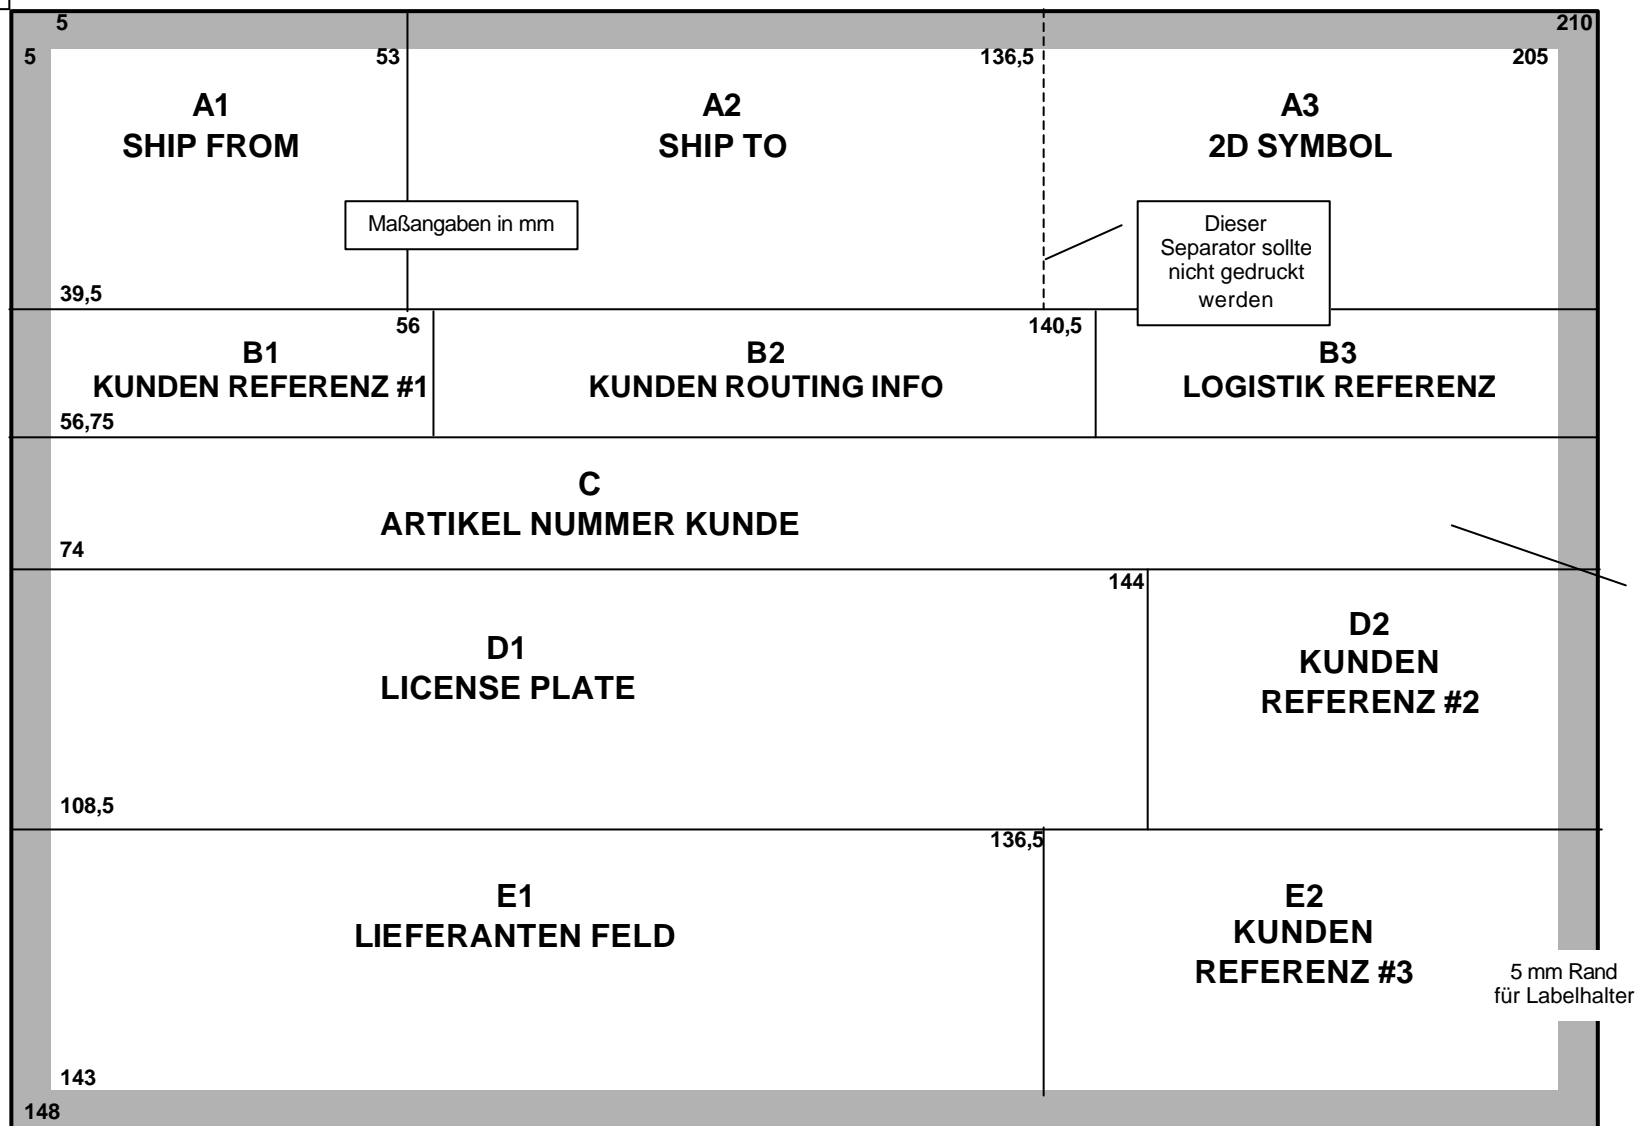 5
210
5
53
136,5
205
A1
SHIP FROM
A2
SHIP TO
A3
2D SYMBOL
Maßangaben in mm
Dieser
Separator sollte
nicht gedruckt
werden
39,5
56
140,5
B1
KUNDEN REFERENZ #1
B2
KUNDEN ROUTING INFO
B3
LOGISTIK REFERENZ
56,75
C
ARTIKEL NUMMER KUNDE
74
144
D1
LICENSE PLATE
D2
KUNDEN
REFERENZ #2
108,5
136,5
E1
LIEFERANTEN FELD
E2
KUNDEN
REFERENZ #3
5 mm Rand
für Labelhalter
143
148